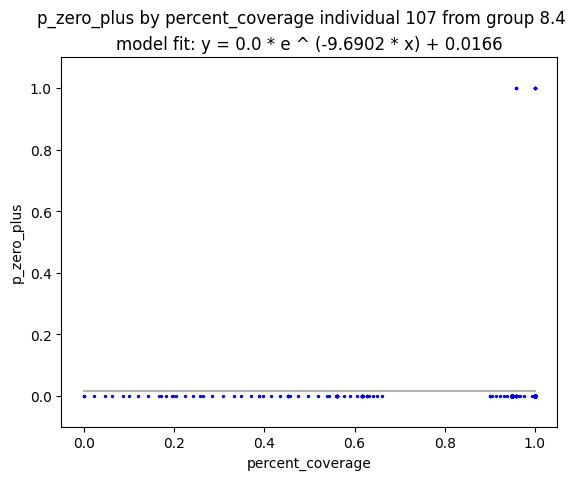 p_zero_plus by percent_coverage individual 107 from group 8.4
model fit: y = 0.0 * e ^ (-9.6902 * x) + 0.0166
1.0
0.8
0.6
0.4
0.2
0.0
p_zero_plus
0.0 0.2 0.4 0.6 0.8 1.0
percent_coverage